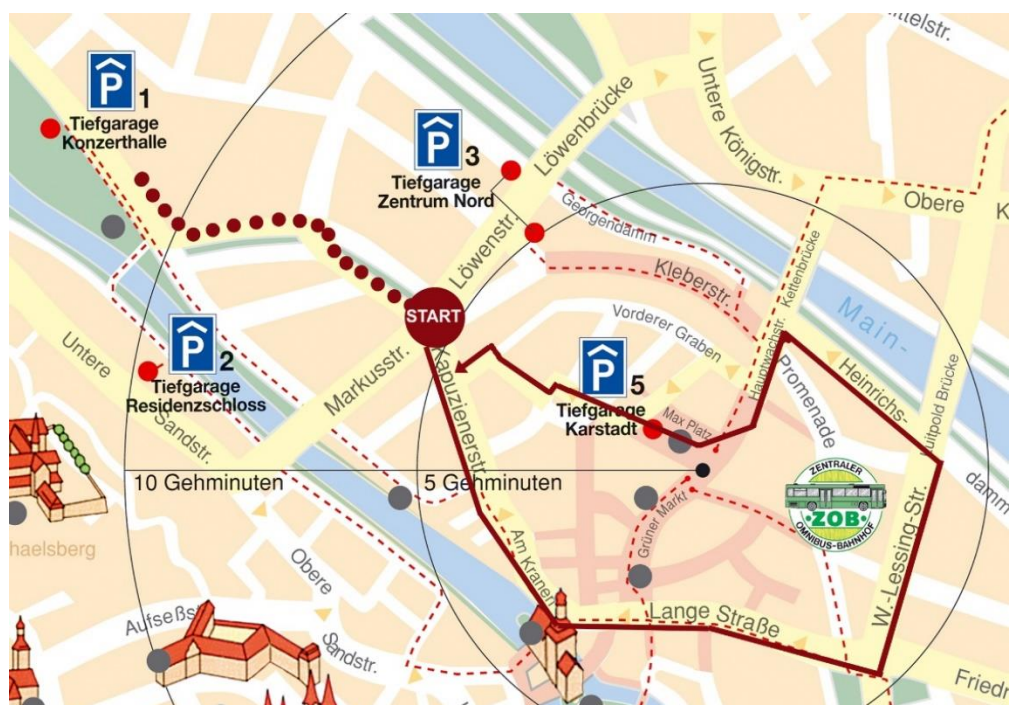 ittelstr.
P 1
Tiefgarage
Konzerthalle
P 3
Tiefgarage
Zentrum Nord
Löwenbrücke
Untere Königstr.
Obere
K
Georgendamm
Kleberstr.
Kettenbrücke
Hauptwachstr.
Löwenstr.
START
Main-
Vorderer Graben
Untere
Sandstr.
P 2
Tiefgarage
Residenzschloss
Markusstr.
Kapuzinerstr.
P 5
Tiefgarage
Karstadt
Max Platz
Promenade
Heinrichs-
damm
Luitpold Brücke
10 Gehminuten
5 Gehminuten
Grüner Markt
ZENTRALER
ZOB
OMNIBUS-BAHNHOF
haelsberg
Am Kranen
W.-Lessing-Str.
Lange Straße
Obere
Sandstr.
Aufseßst
Friedr